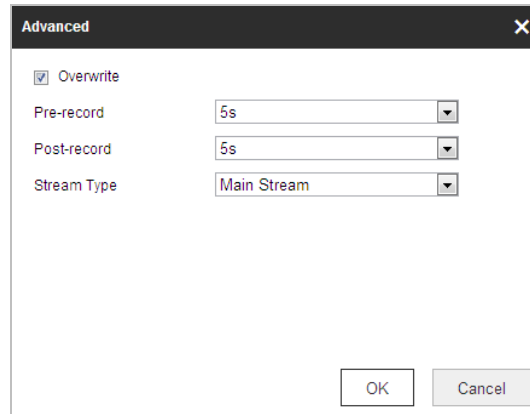 Advanced
Overwrite
Pre-record 5s
Post-record 5s
Stream Type Main Stream
OK Cancel